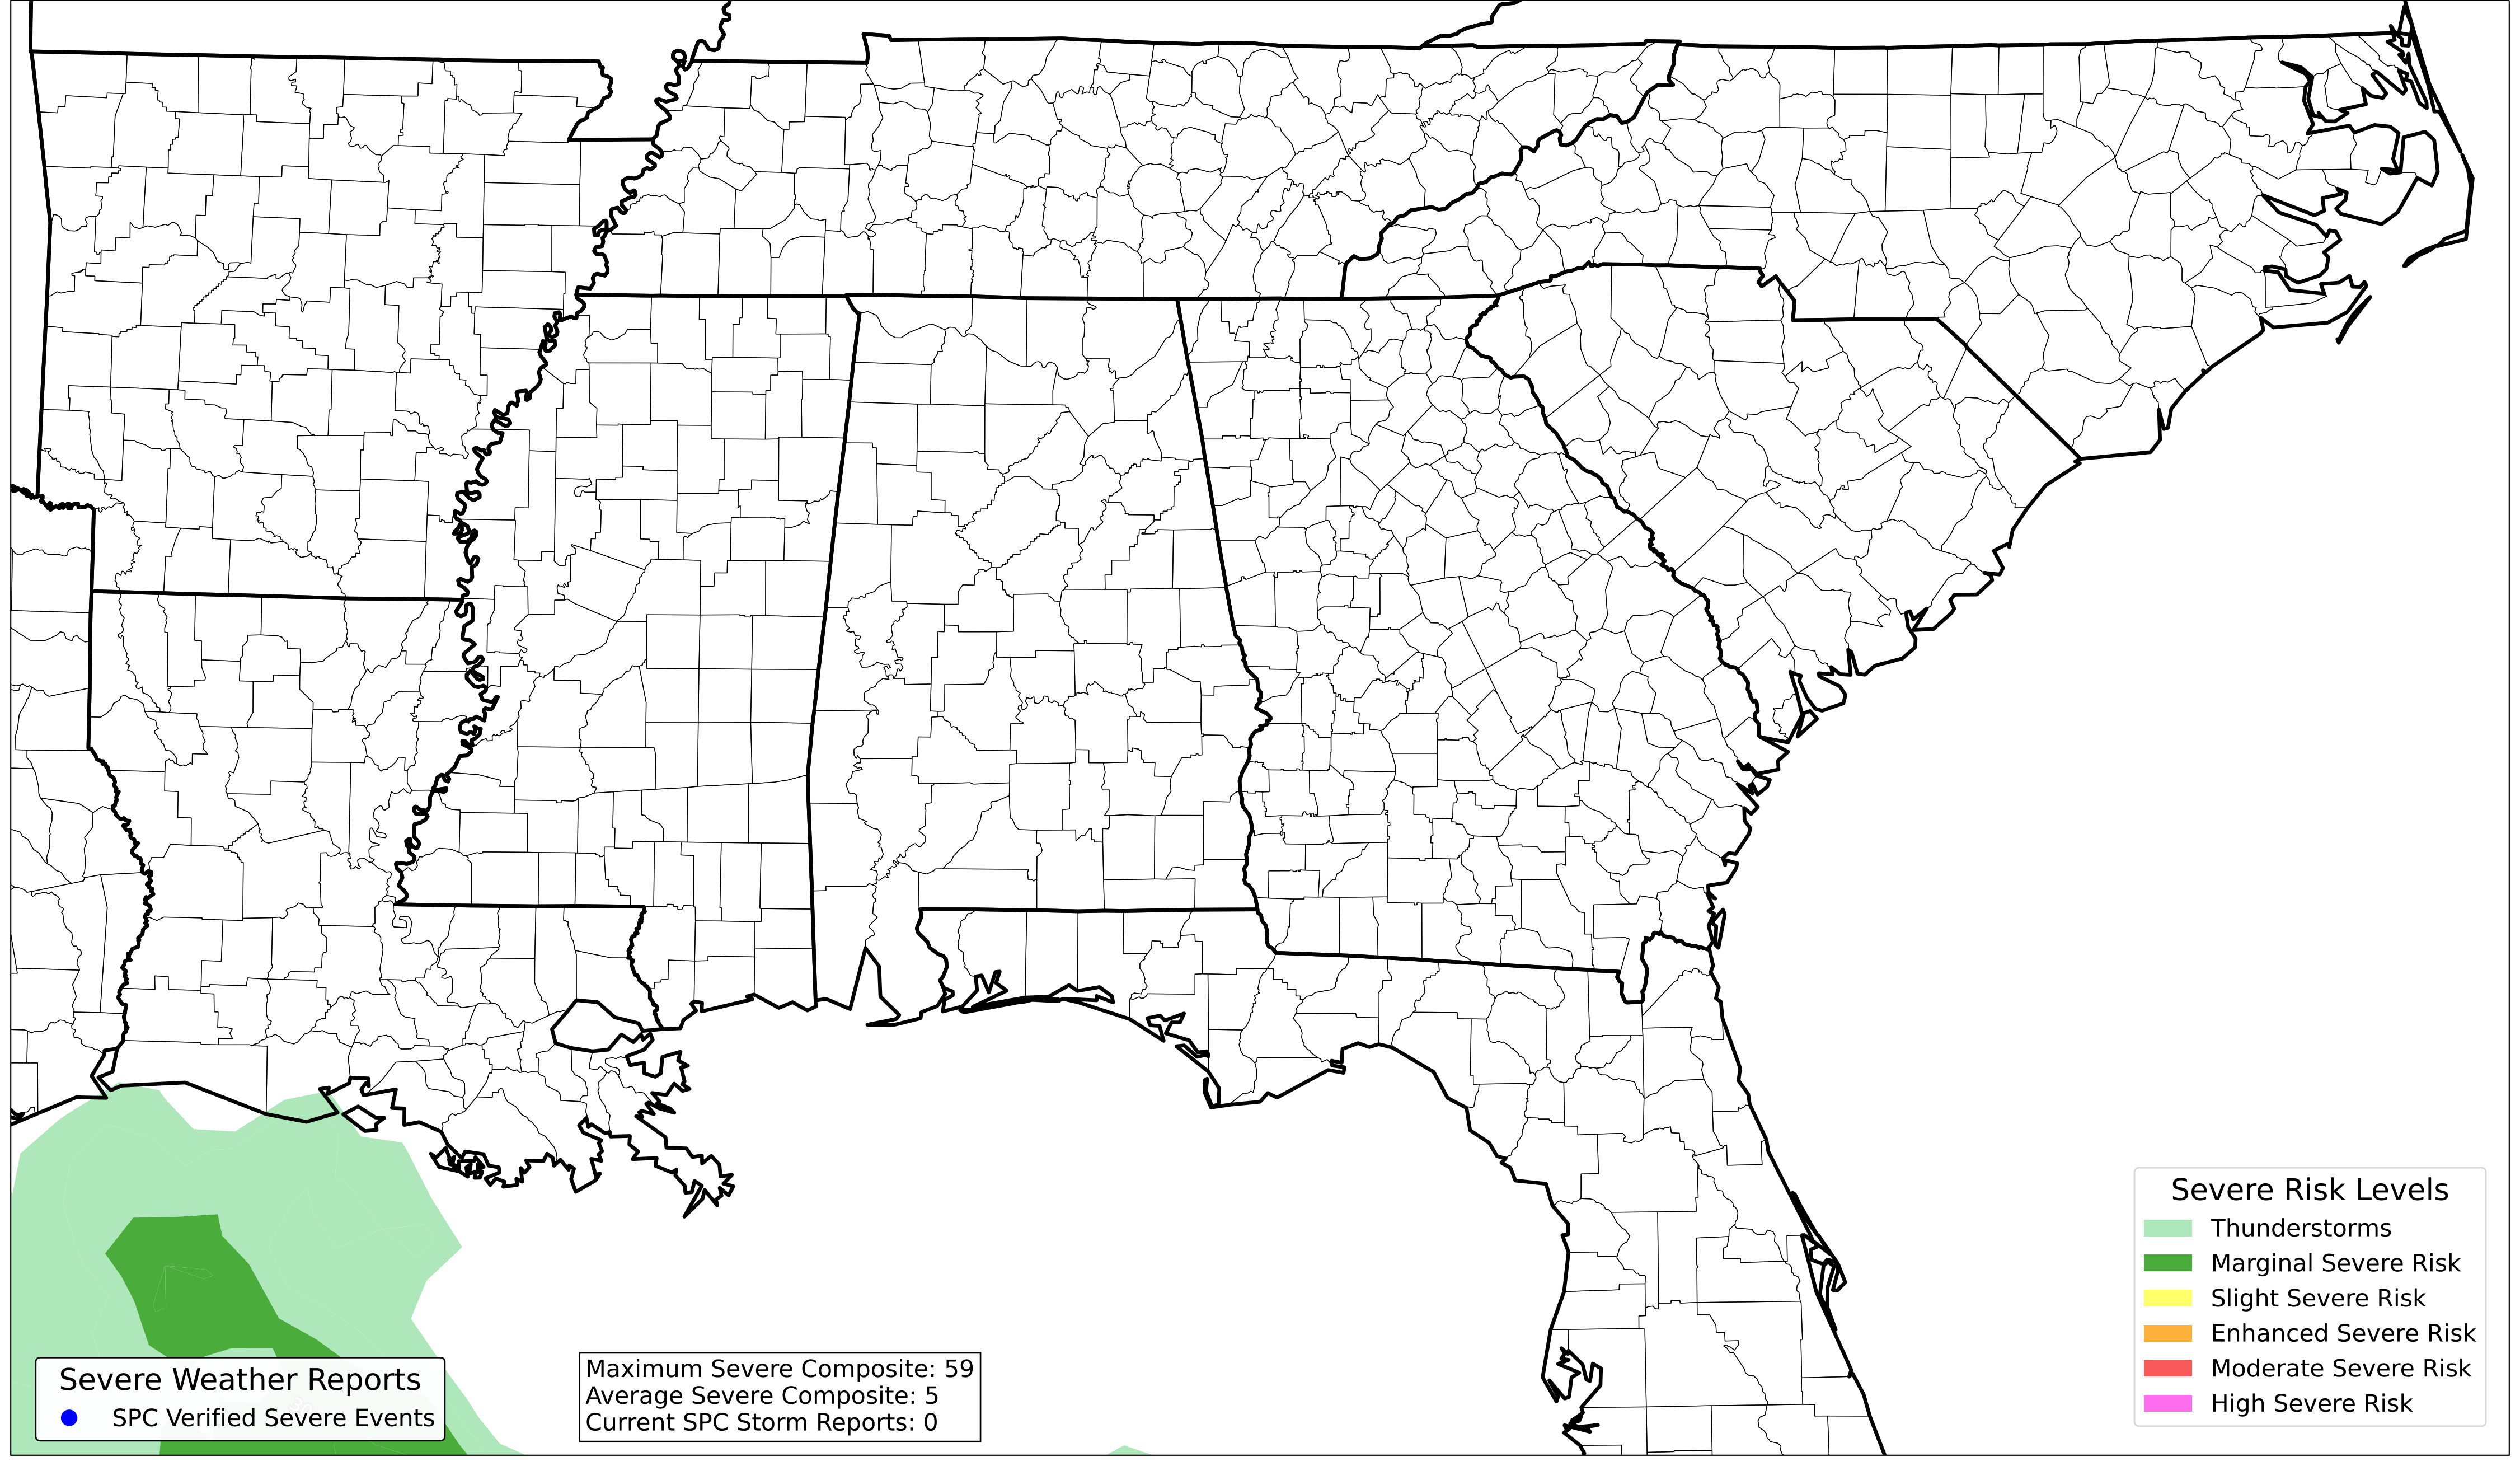 Severe Risk Levels
Thunderstorms
Marginal Severe Risk
Slight Severe Risk
Enhanced Severe Risk
Moderate Severe Risk
High Severe Risk
Severe Weather Reports
SPC Verified Severe Events
Maximum Severe Composite: 59
Average Severe Composite: 5
Current SPC Storm Reports: 0